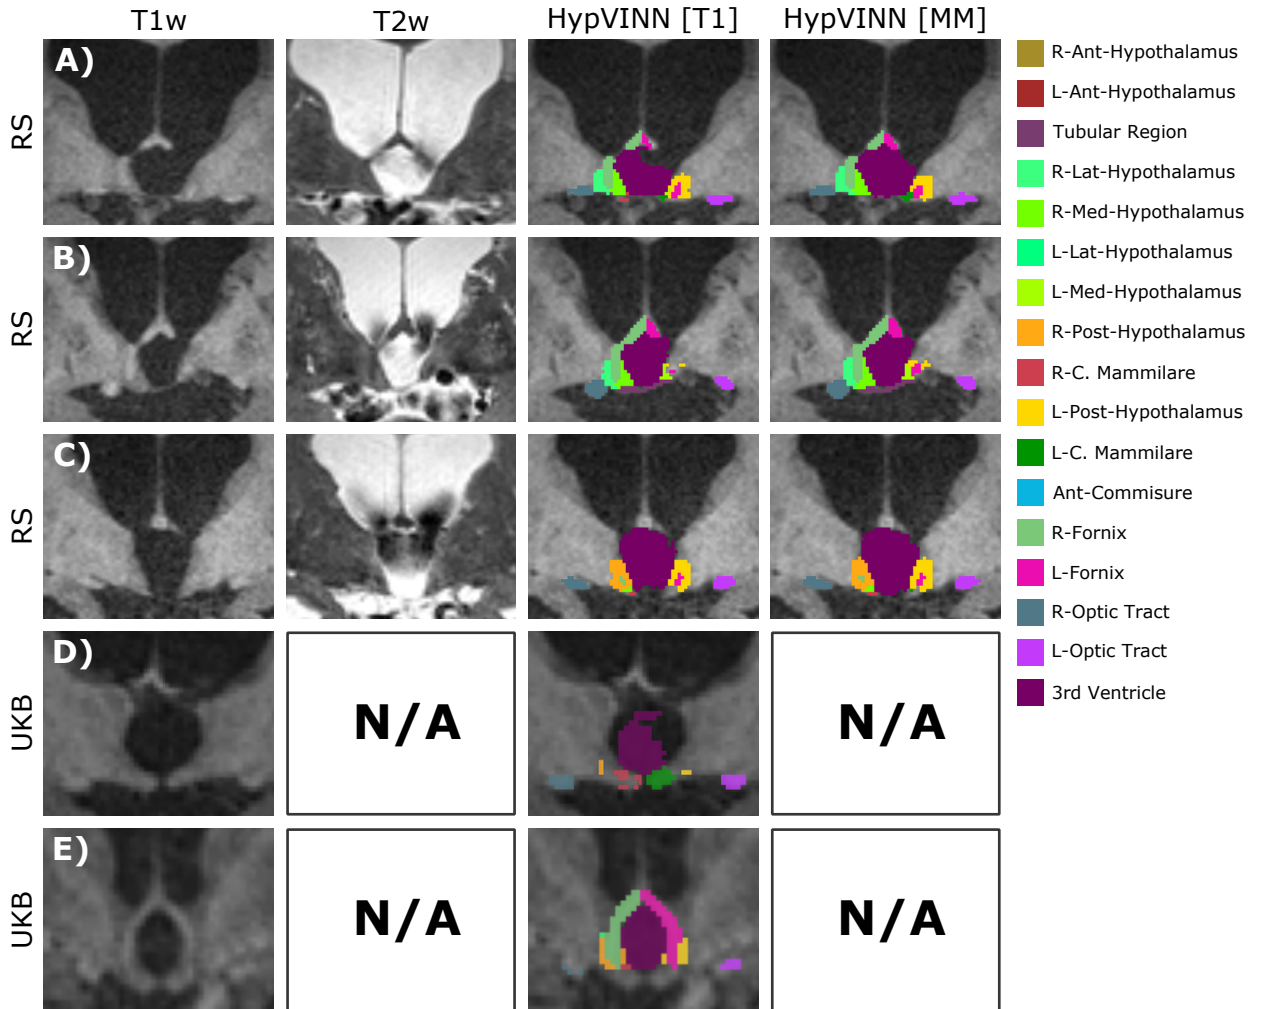 T1w
T2w
HypVINN [T1]
HypVINN [MM]
A)
RS
B)
RS
C)
RS
D)
UKB
N/A
N/A
E)
UKB
N/A
N/A
R-Ant-Hypothalamus
L-Ant-Hypothalamus
Tubular Region
R-Lat-Hypothalamus
R-Med-Hypothalamus
L-Lat-Hypothalamus
L-Med-Hypothalamus
R-Post-Hypothalamus
R-C. Mammilare
L-Post-Hypothalamus
L-C. Mammilare
Ant-Commisure
R-Fornix
L-Fornix
R-Optic Tract
L-Optic Tract
3rd Ventricle